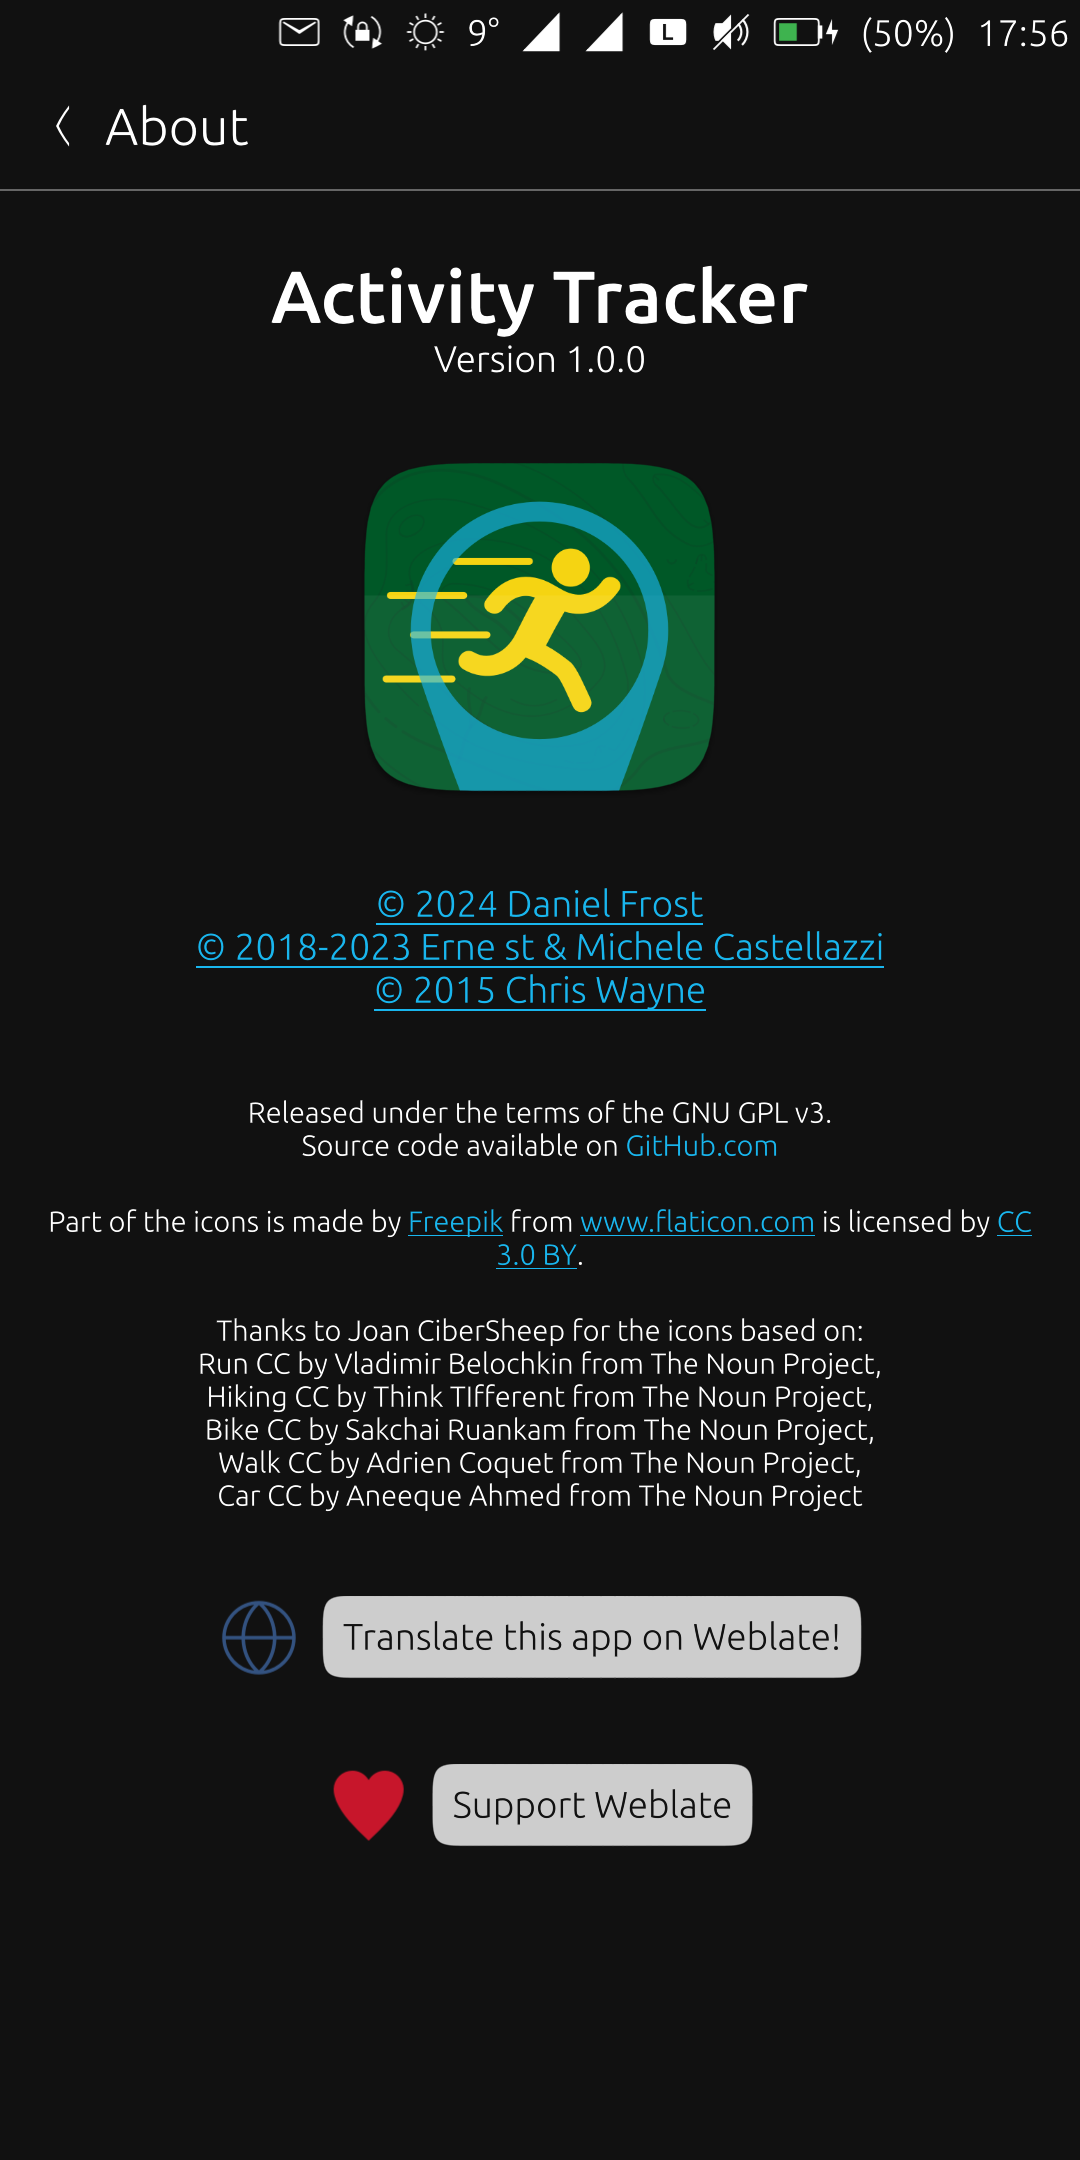 9° L (50%) 17:56
About
Activity Tracker
Version 1.0.0
© 2024 Daniel Frost
© 2018-2023 Erne st & Michele Castellazzi
© 2015 Chris Wayne
Released under the terms of the GNU GPL v3.
Source code available on GitHub.com
Part of the icons is made by Freepik from www.flaticon.com is licensed by CC
3.0 BY.
Thanks to Joan CiberSheep for the icons based on:
Run CC by Vladimir Belochkin from The Noun Project,
Hiking CC by Think TIfferent from The Noun Project,
Bike CC by Sakchai Ruankam from The Noun Project,
Walk CC by Adrien Coquet from The Noun Project,
Car CC by Aneeque Ahmed from The Noun Project
Translate this app on Weblate!
Support Weblate